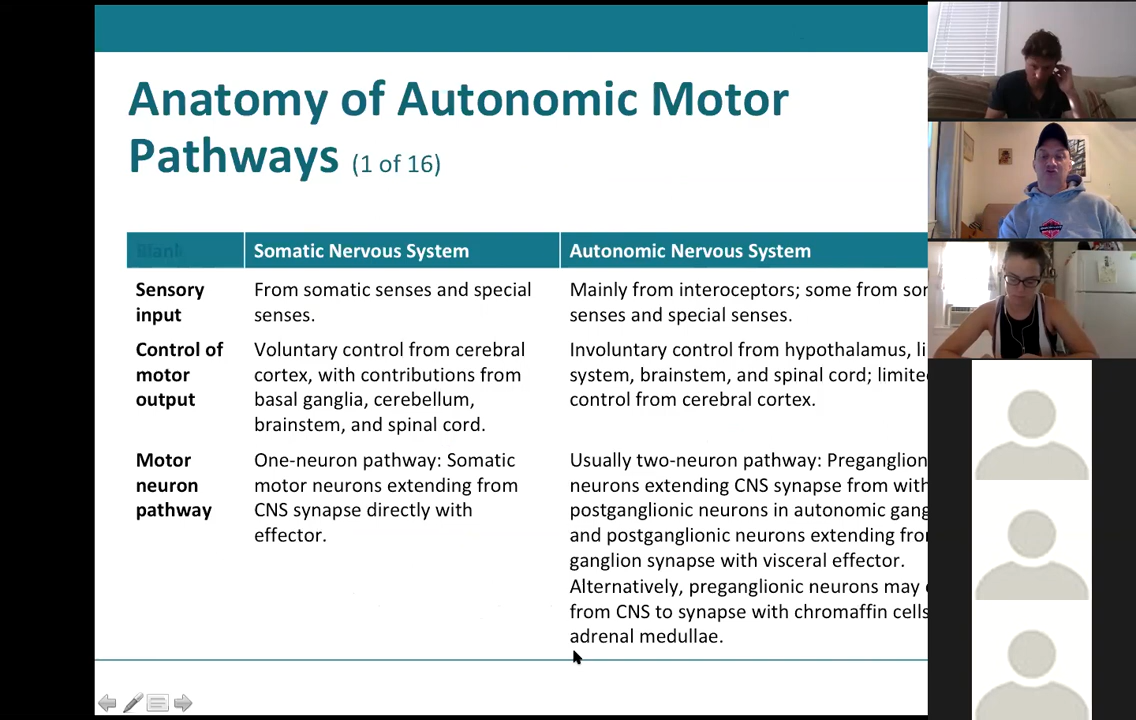 Anatomy of Autonomic Motor
Pathways (1 of 16)
Blank
Somatic Nervous System
Autonomic Nervous System
Sensory
input
From somatic senses and special
senses.
Mainly from interoceptors; some from
senses and special senses.
Control of
motor
output
Voluntary control from cerebral
cortex, with contributions from
basal ganglia, cerebellum,
brainstem, and spinal cord.
Involuntary control from hypothalamus,
system, brainstem, and spinal cord;
control from cerebral cortex.
Motor
neuron
pathway
One-neuron pathway: Somatic
motor neurons extending from
CNS synapse directly with
effector.
Usually two-neuron pathway:
neurons extending CNS synapse from
postganglionic neurons in autonomic
and postganglionic neurons extending
ganglion synapse with visceral effector.
Alternatively, preganglionic neurons may
from CNS to synapse with chromaffin cells
adrenal medullae.